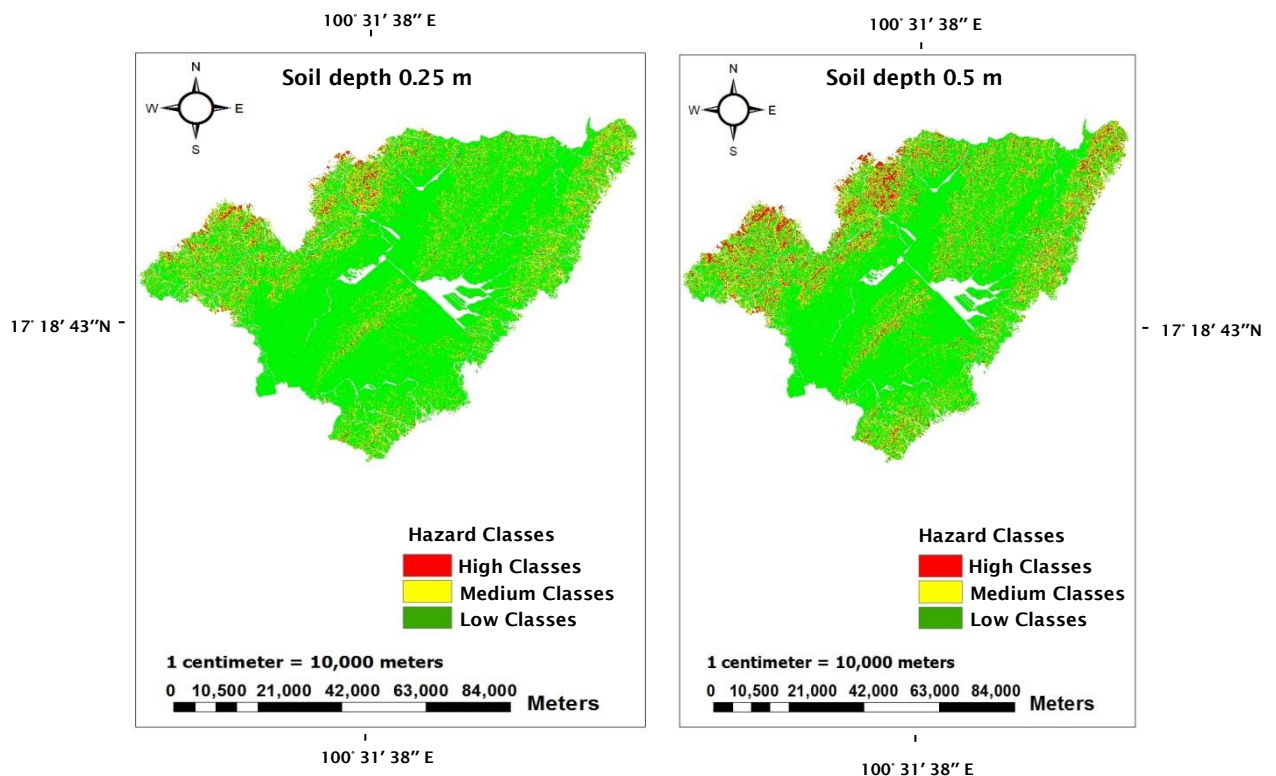 100° 31′ 38″ E
Soil depth 0.25 m
N
W E
S
17° 18′ 43″N
Hazard Classes
High Classes
Medium Classes
Low Classes
1 centimeter = 10,000 meters
0 10,500 21,000 42,000 63,000 84,000
Meters
100° 31′ 38″ E
100° 31′ 38″ E
Soil depth 0.5 m
N
W E
S
17° 18′ 43″N
Hazard Classes
High Classes
Medium Classes
Low Classes
1 centimeter = 10,000 meters
0 10,500 21,000 42,000 63,000 84,000
Meters
100° 31′ 38″ E